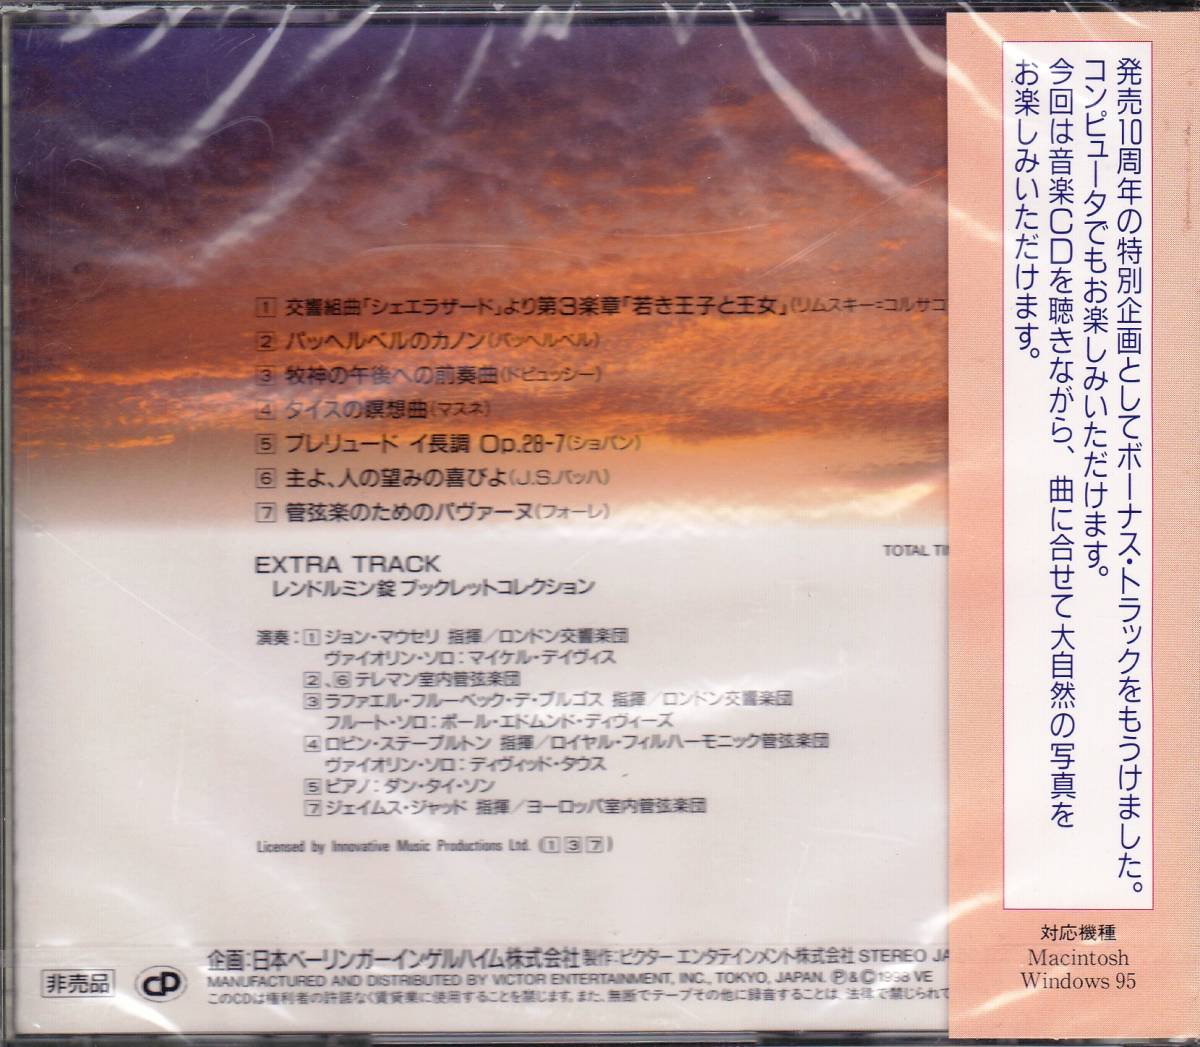 発売10周年の特別企画としてボーナス・トラックをもうけました。
コンピュータでもお楽しみいただけます。
今回は音楽CDを聴きながら、曲に合せて大自然の写真を
お楽しみいただけます。
対応機種
Macintosh
Windows 95
1 交響組曲「シェエラザード」より第3楽章「若き王子と王女」(リムスキー=コルサコ
2 パッヘルベルのカノン(パッヘルベル)
3 牧神の午後への前奏曲(ドビュッシー)
4 タイスの瞑想曲(マスネ)
5 プレリュード イ長調 Op.28-7(ショパン)
6 主よ、人の望みの喜びよ(J.S.バッハ)
7 管弦楽のためのパヴァーヌ(フォーレ)
TOTAL TI
EXTRA TRACK
レンドルミン錠 ブックレットコレクション
演奏:1 ジョン・マウセリ 指揮/ロンドン交響楽団
ヴァイオリン・ソロ:マイケル・デイヴィス
2、6 テレマン室内管弦楽団
3 ラファエル・フルーベック・デ・ブルゴス 指揮/ロンドン交響楽団
フルート・ソロ:ポール・エドムンド・ディヴィーズ
4 ロビン・ステープルトン 指揮/ロイヤル・フィルハーモニック管弦楽団
ヴァイオリン・ソロ:ディヴィッド・タウス
5 ピアノ:ダン・タイ・ソン
7 ジェイムス・ジャッド 指揮/ヨーロッパ室内管弦楽団
Licensed by Innovative Music Productions Ltd. (1 3 7)
企画:日本ベーリンガーインゲルハイム株式会社 製作:ビクター エンタテインメント株式会社 STEREO JA
非売品 CD MANUFACTURED AND DISTRIBUTED BY VICTOR ENTERTAINMENT, INC., TOKYO, JAPAN. Ⓟ&Ⓒ1998 VE
このCDは権利者の許諾なく賃貸業に使用することを禁じます。また、無断でテープその他に録音することは、法律で禁じられて